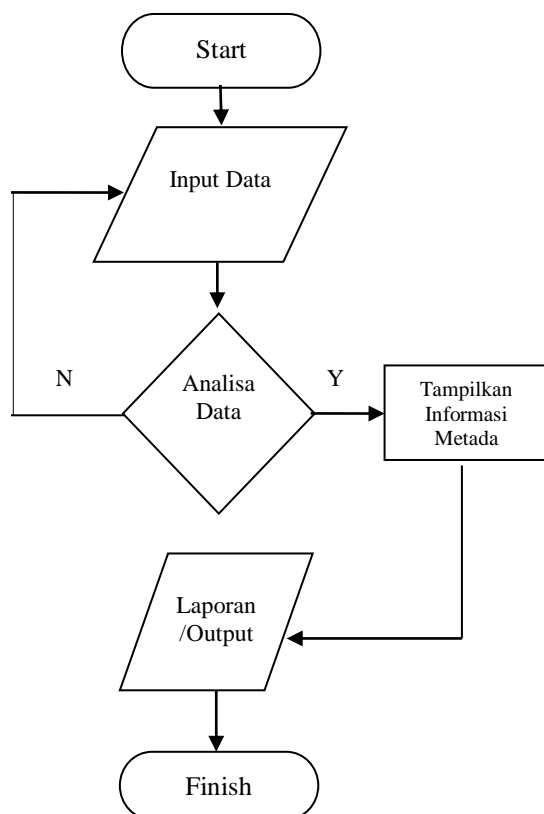 Start
Input Data
N
Analisa
Data
Y
Tampilkan
Informasi
Metada
Laporan
/Output
Finish